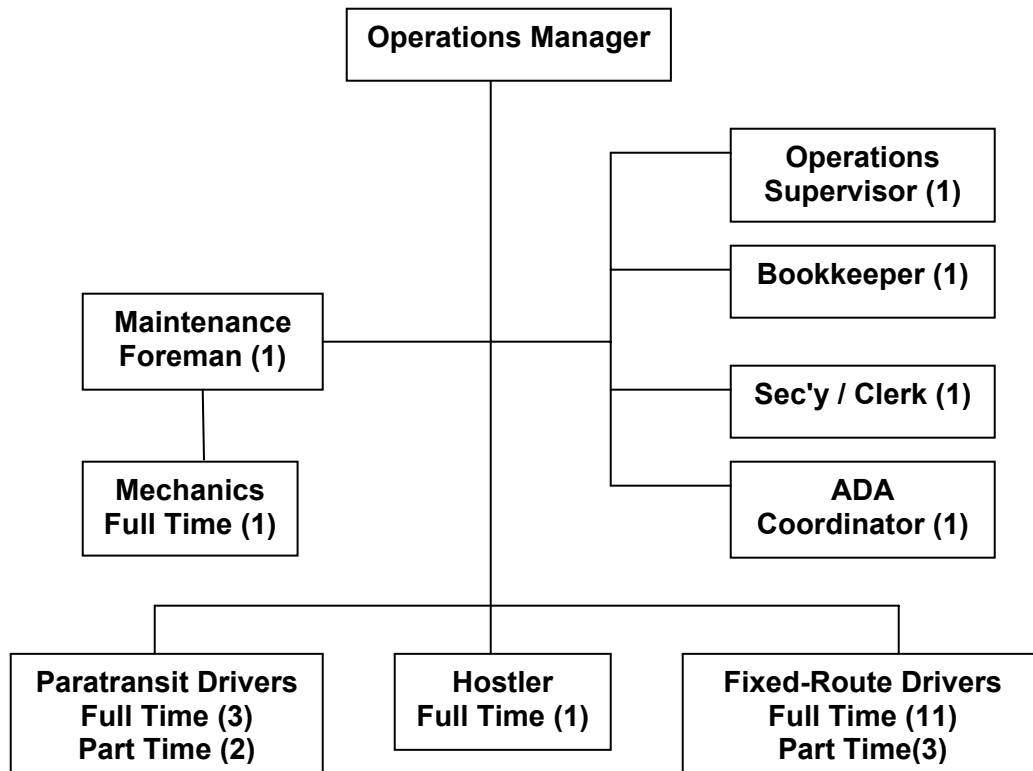 Operations Manager
Operations
Supervisor (1)
Bookkeeper (1)
Maintenance
Foreman (1)
Sec'y / Clerk (1)
Mechanics
Full Time (1)
ADA
Coordinator (1)
Paratransit Drivers
Full Time (3)
Part Time (2)
Hostler
Full Time (1)
Fixed-Route Drivers
Full Time (11)
Part Time(3)